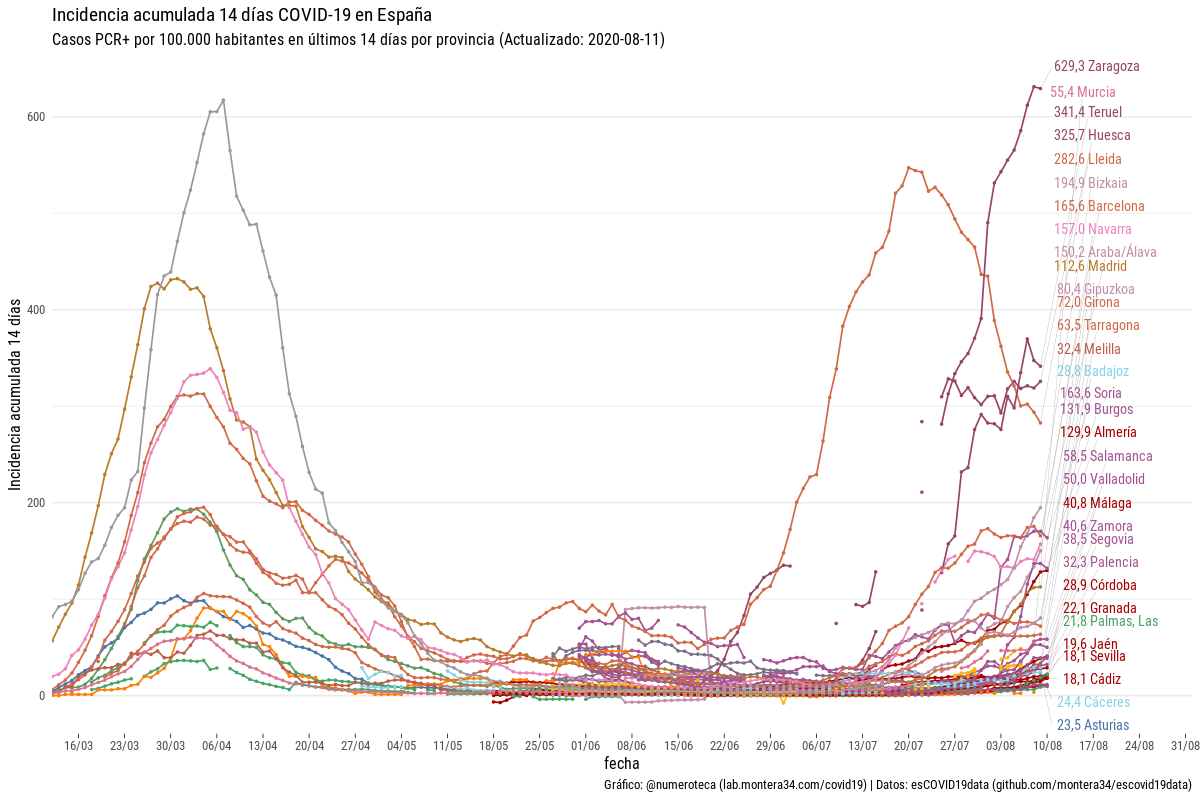 Incidencia acumulada 14 días COVID-19 en España
Casos PCR+ por 100.000 habitantes en últimos 14 días por provincia (Actualizado: 2020-08-11)
Incidencia acumulada 14 días
600
400
200
0
629,3 Zaragoza
55,4 Murcia
341,4 Teruel
325,7 Huesca
282,6 Lleida
194,9 Bizkaia
165,6 Barcelona
157,0 Navarra
150,2 Araba/Álava
112,6 Madrid
80,4 Gipuzkoa
72,0 Girona
63,5 Tarragona
32,4 Melilla
28,8 Badajoz
163,6 Soria
131,9 Burgos
129,9 Almería
58,5 Salamanca
50,0 Valladolid
40,8 Málaga
40,6 Zamora
38,5 Segovia
32,3 Palencia
28,9 Córdoba
22,1 Granada
21,8 Palmas, Las
19,6 Jaén
18,1 Sevilla
18,1 Cádiz
24,4 Cáceres
23,5 Asturias
16/03 23/03 30/03 06/04 13/04 20/04 27/04 04/05 11/05 18/05 25/05 01/06 08/06 15/06 22/06 29/06 06/07 13/07 20/07 27/07 03/08 10/08 17/08 24/08 31/08
fecha
Gráfico: @numeroteca (lab.montera34.com/covid19) | Datos: esCOVID19data (github.com/montera34/escovid19data)